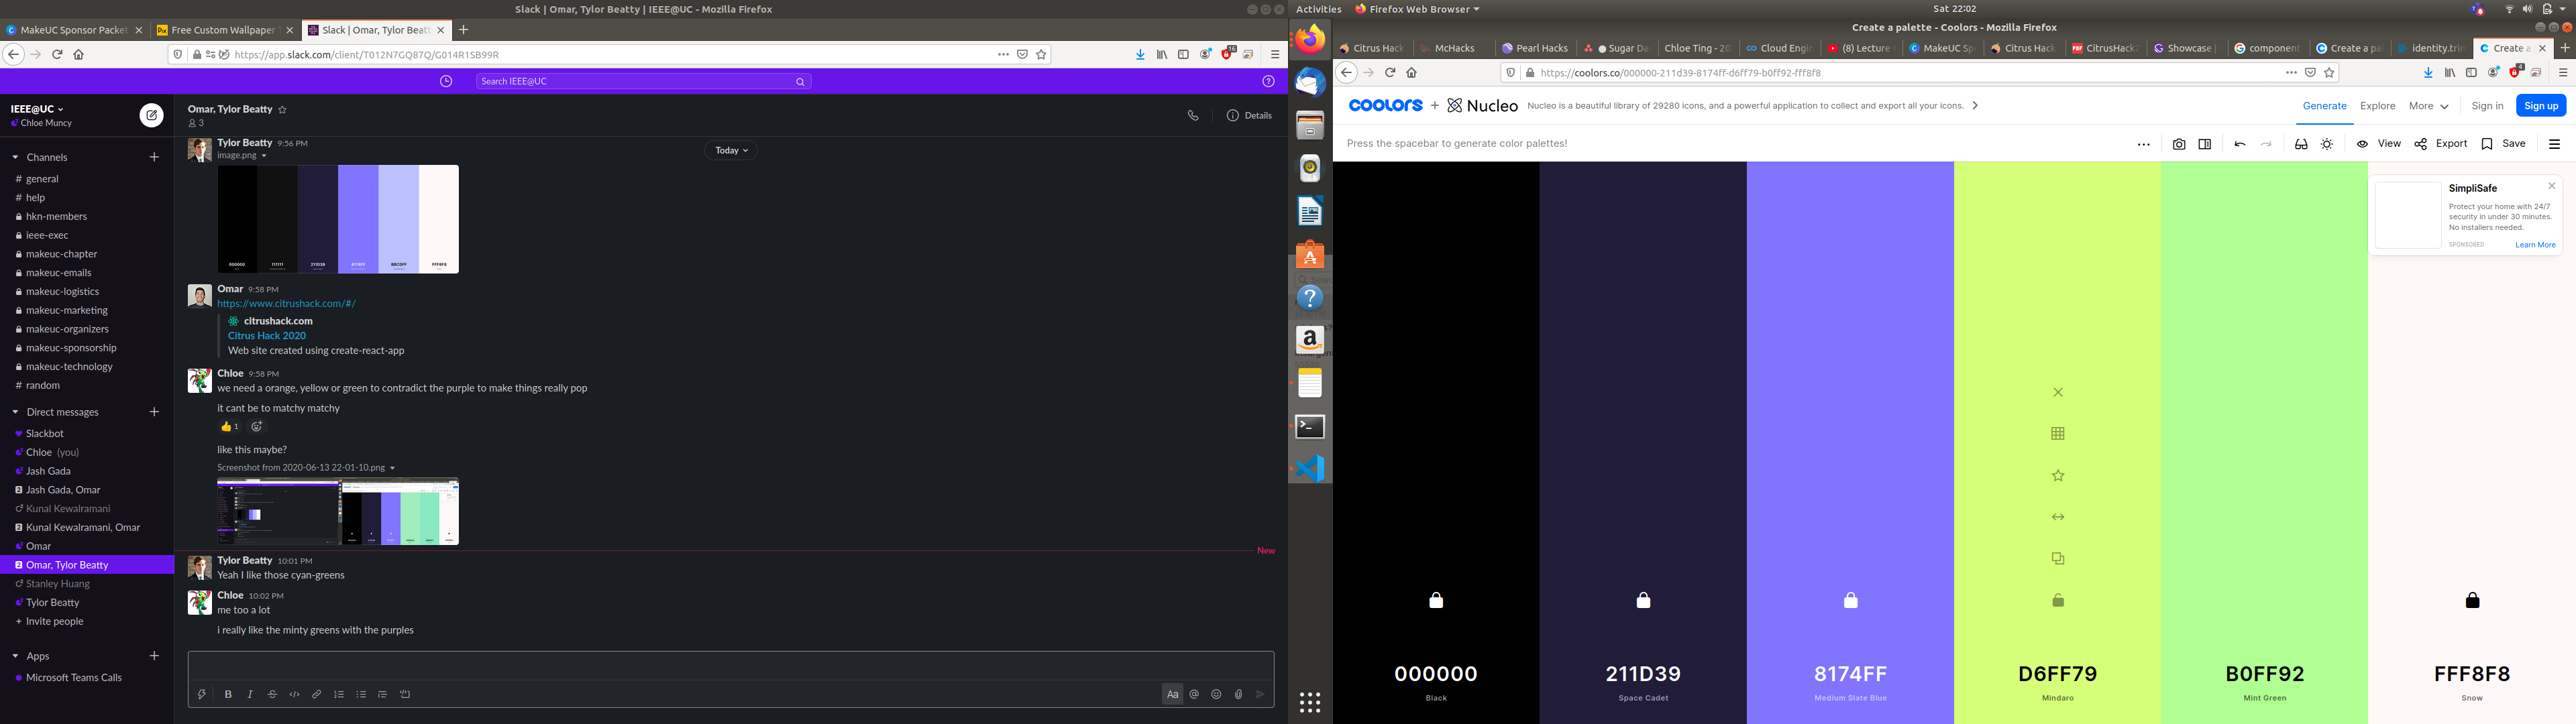 Slack | Omar, Tylor Beatty | IEEE@UC - Mozilla Firefox
MakeUC Sponsor Packet
Free Custom Wallpaper
Slack | Omar, Tylor Beatt
https://app.slack.com/client/T012N7GQ87Q/G014R1SB99R
16
Search IEEE@UC
IEEE@UC
Chloe Muncy
Channels
# general
# help
hkn-members
ieee-exec
makeuc-chapter
makeuc-emails
makeuc-logistics
makeuc-marketing
makeuc-organizers
makeuc-sponsorship
makeuc-technology
# random
Direct messages
Slackbot
Chloe (you)
Jash Gada
2 Jash Gada, Omar
Kunal Kewalramani
2 Kunal Kewalramani, Omar
Omar
2 Omar, Tylor Beatty
Stanley Huang
Tylor Beatty
+ Invite people
Apps
Microsoft Teams Calls
Omar, Tylor Beatty
3
Details
Today
Tylor Beatty 9:56 PM
image.png
000000 111111 211D39 8174FF BBC0FF FFF8F8
Omar 9:58 PM
https://www.citrushack.com/#/
citrushack.com
Citrus Hack 2020
Web site created using create-react-app
Chloe 9:58 PM
we need a orange, yellow or green to contradict the purple to make things really pop
it cant be to matchy matchy
1
like this maybe?
Screenshot from 2020-06-13 22-01-10.png
New
Tylor Beatty 10:01 PM
Yeah I like those cyan-greens
Chloe 10:02 PM
me too a lot
i really like the minty greens with the purples
B I S </> Aa @
Activities
Firefox Web Browser
Sat 22:02
Create a palette - Coolors - Mozilla Firefox
Citrus Hack
McHacks
Pearl Hacks
Sugar Da
Chloe Ting - 20
Cloud Engin
(8) Lecture
MakeUC Sp
Citrus Hack
PDF CitrusHack2
Showcase |
component
Create a pa
identity.trin
Create a
https://coolors.co/000000-211d39-8174ff-d6ff79-b0ff92-fff8f8
4
coolors + Nucleo
Nucleo is a beautiful library of 29280 icons, and a powerful application to collect and export all your icons.
Generate
Explore
More
Sign in
Sign up
Press the spacebar to generate color palettes!
View
Export
Save
SimpliSafe
Protect your home with 24/7
security in under 30 minutes.
No installers needed.
SPONSORED
Learn More
000000
Black
211D39
Space Cadet
8174FF
Medium Slate Blue
D6FF79
Mindaro
B0FF92
Mint Green
FFF8F8
Snow